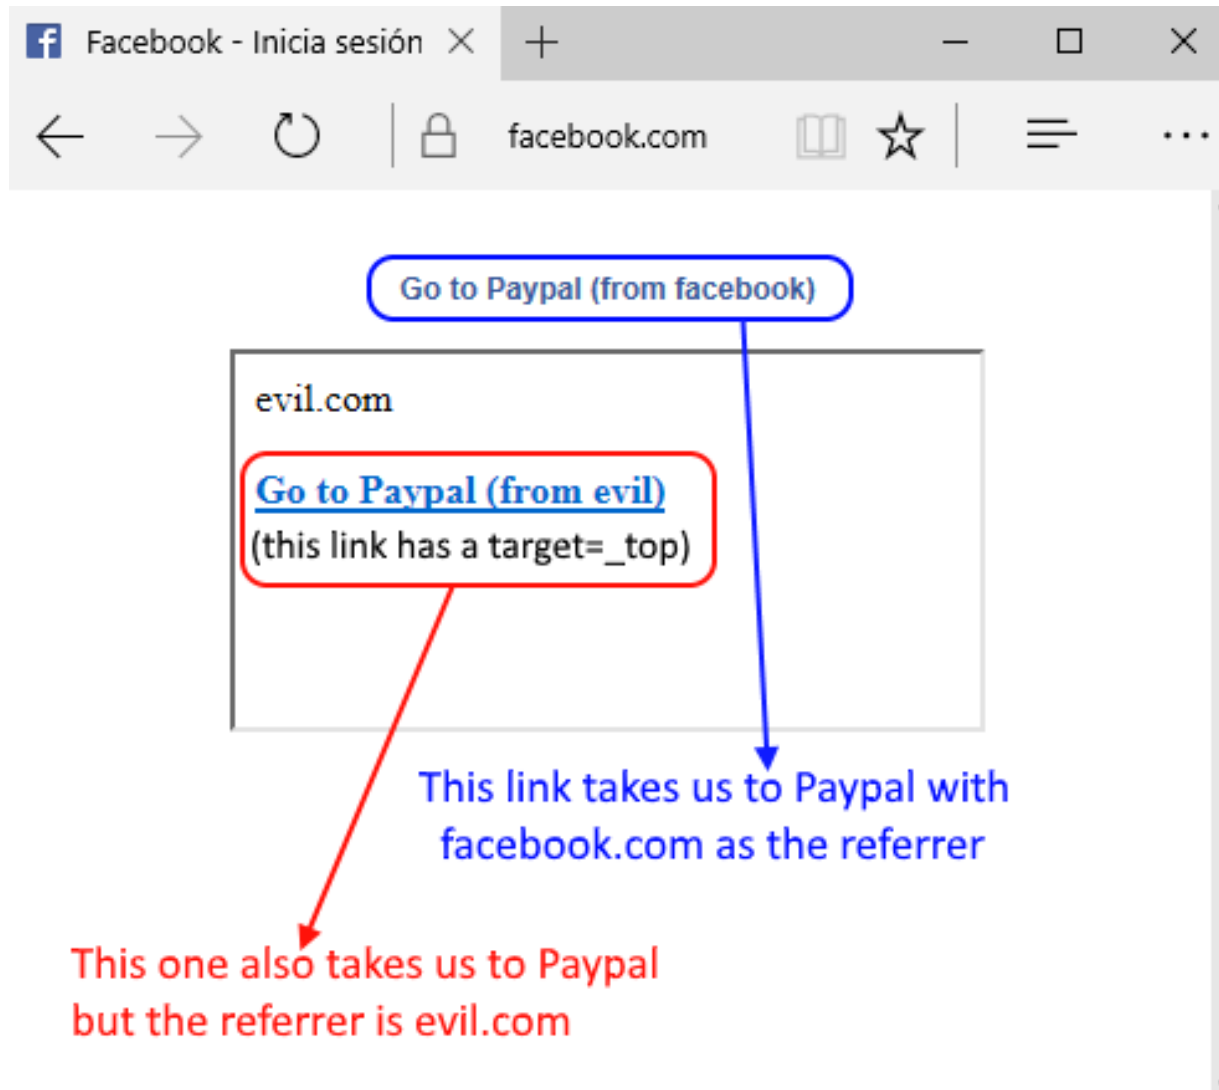 Facebook - Inicia sesión
facebook.com
Go to Paypal (from facebook)
evil.com
Go to Paypal (from evil)
(this link has a target=_top)
This link takes us to Paypal with
facebook.com as the referrer
This one also takes us to Paypal
but the referrer is evil.com